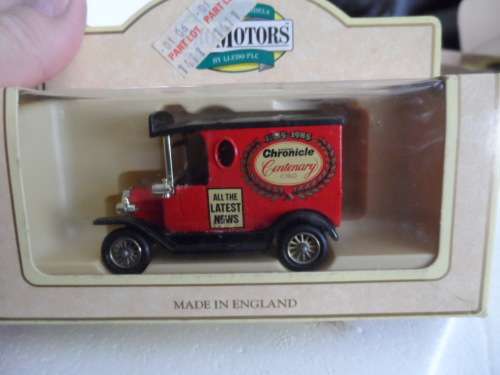 PART LOT
PART LOT
MOTORS
BY LLEDO PLC
1885-1985
Chronicle
Centenary
ALL THE
LATEST
NEWS
MADE IN ENGLAND